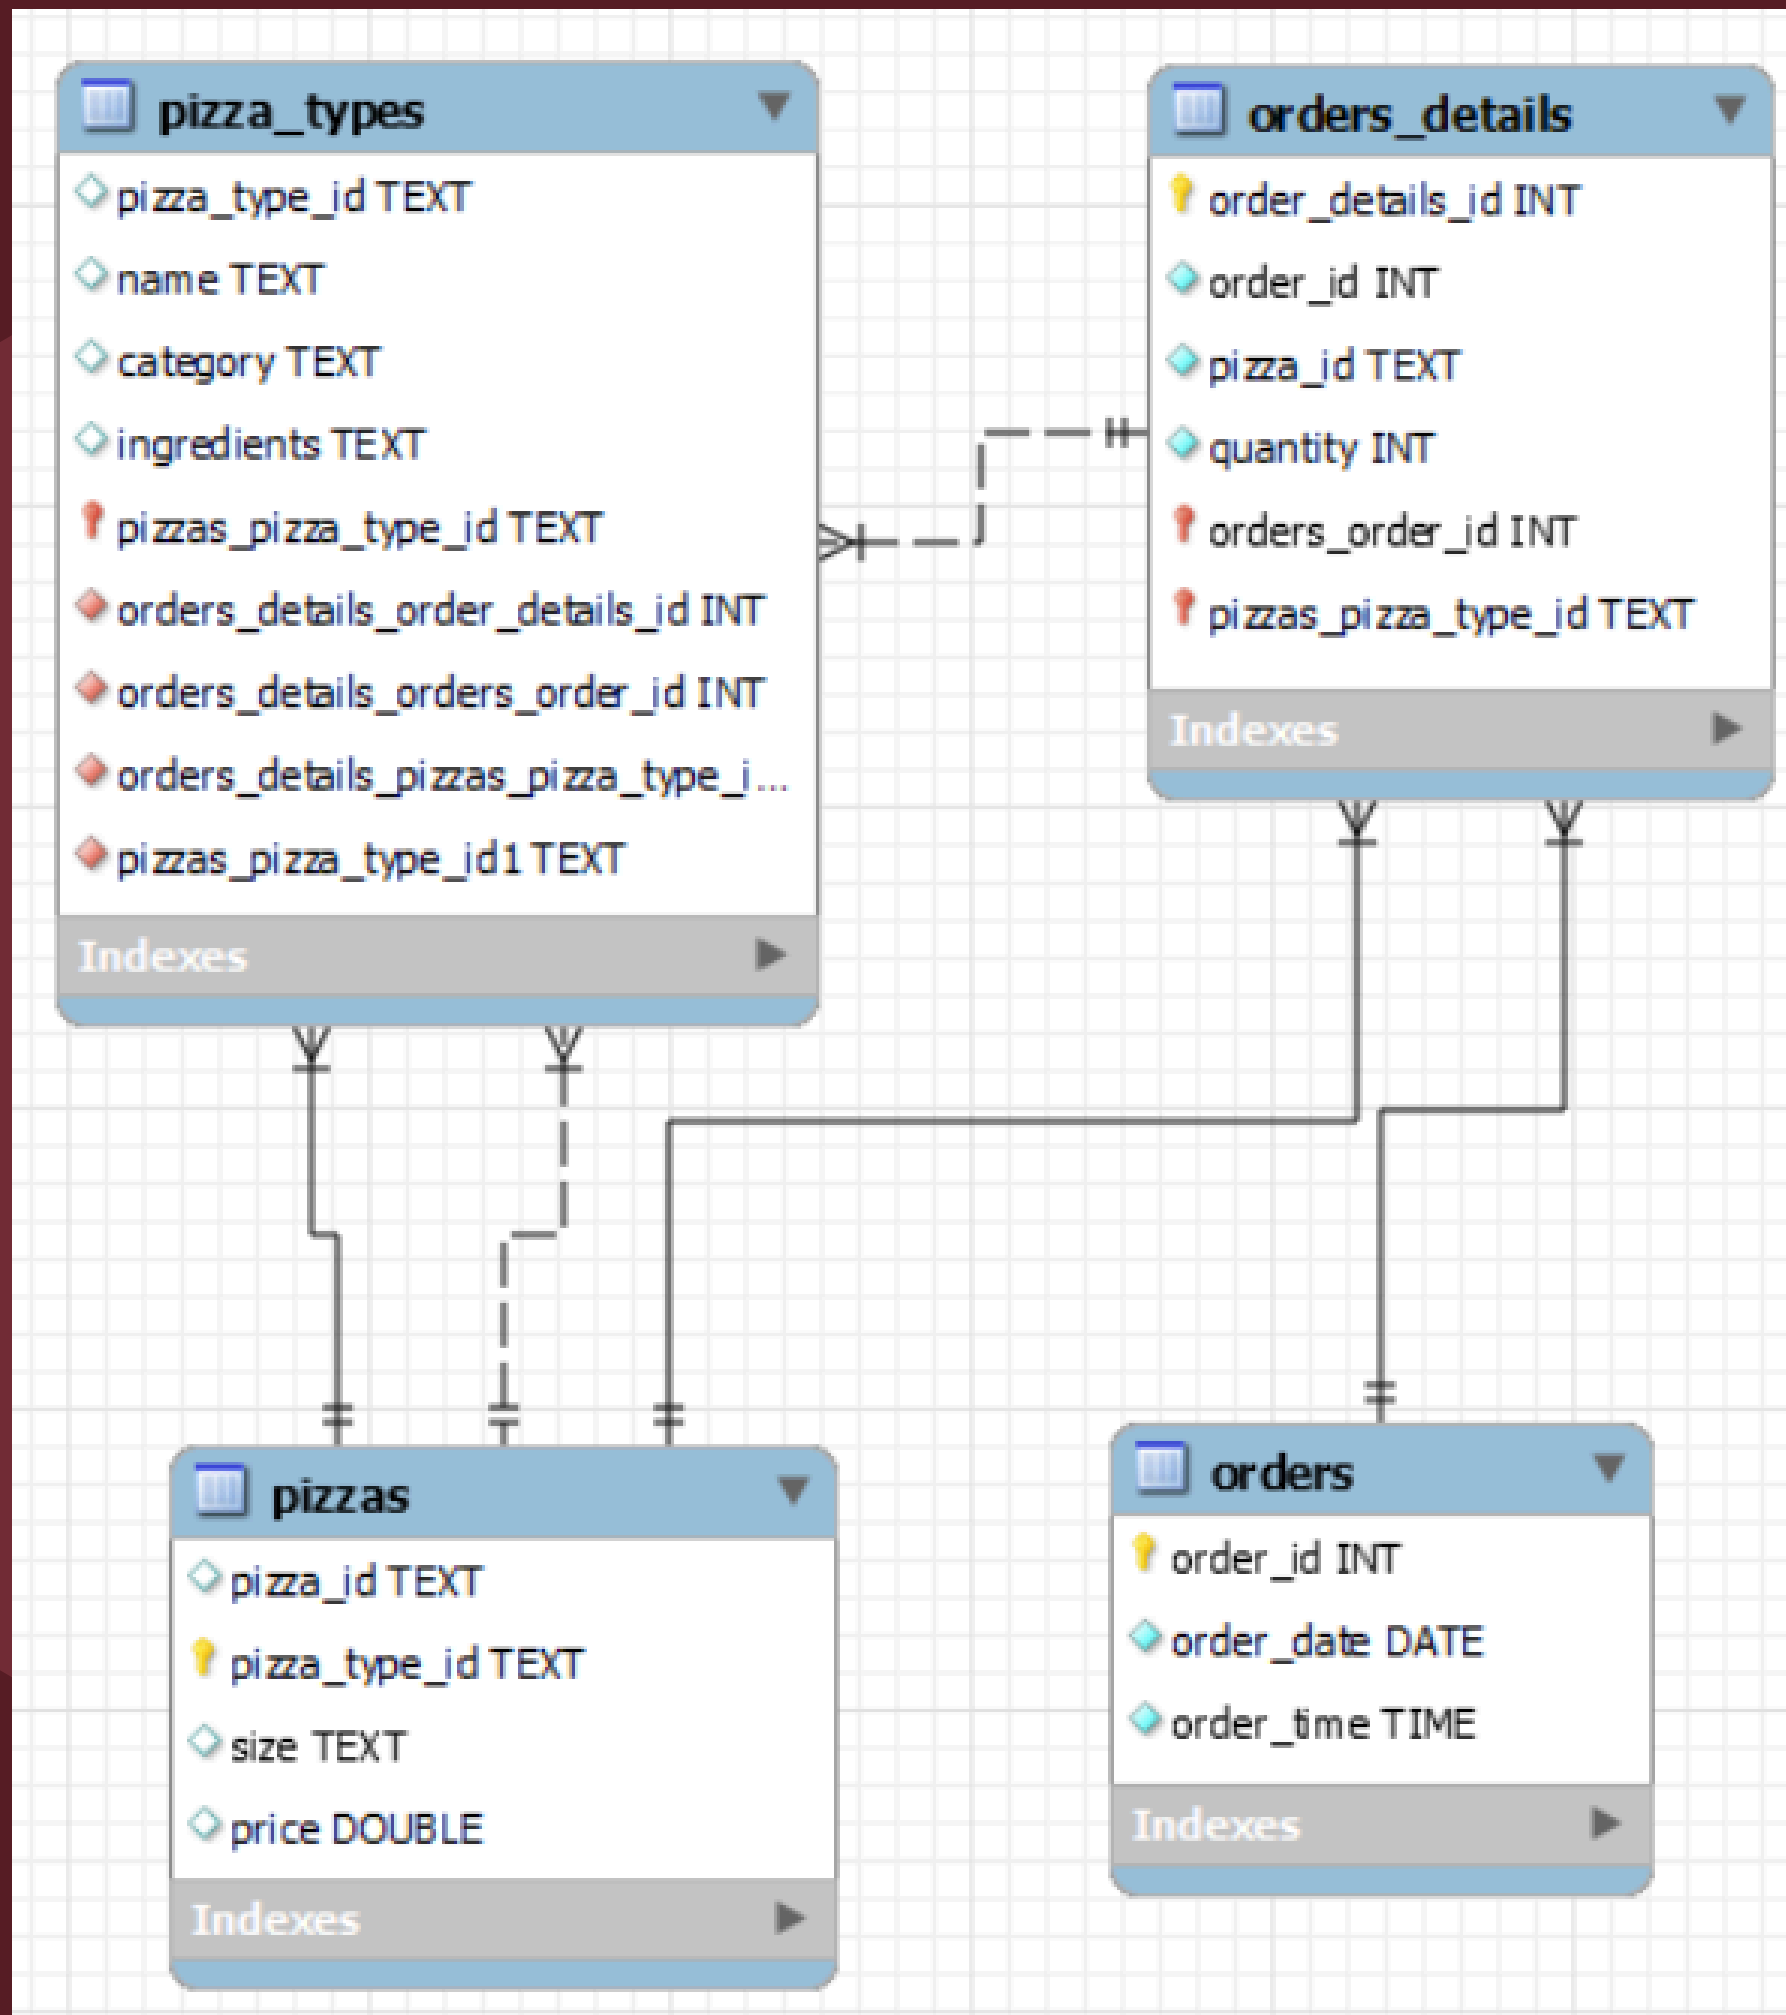 pizza_types
pizza_type_id TEXT
name TEXT
category TEXT
ingredients TEXT
pizzas_pizza_type_id TEXT
orders_details_order_details_id INT
orders_details_orders_order_id INT
orders_details_pizzas_pizza_type_i...
pizzas_pizza_type_id1 TEXT
Indexes
orders_details
order_details_id INT
order_id INT
pizza_id TEXT
quantity INT
orders_order_id INT
pizzas_pizza_type_id TEXT
Indexes
pizzas
pizza_id TEXT
pizza_type_id TEXT
size TEXT
price DOUBLE
Indexes
orders
order_id INT
order_date DATE
order_time TIME
Indexes